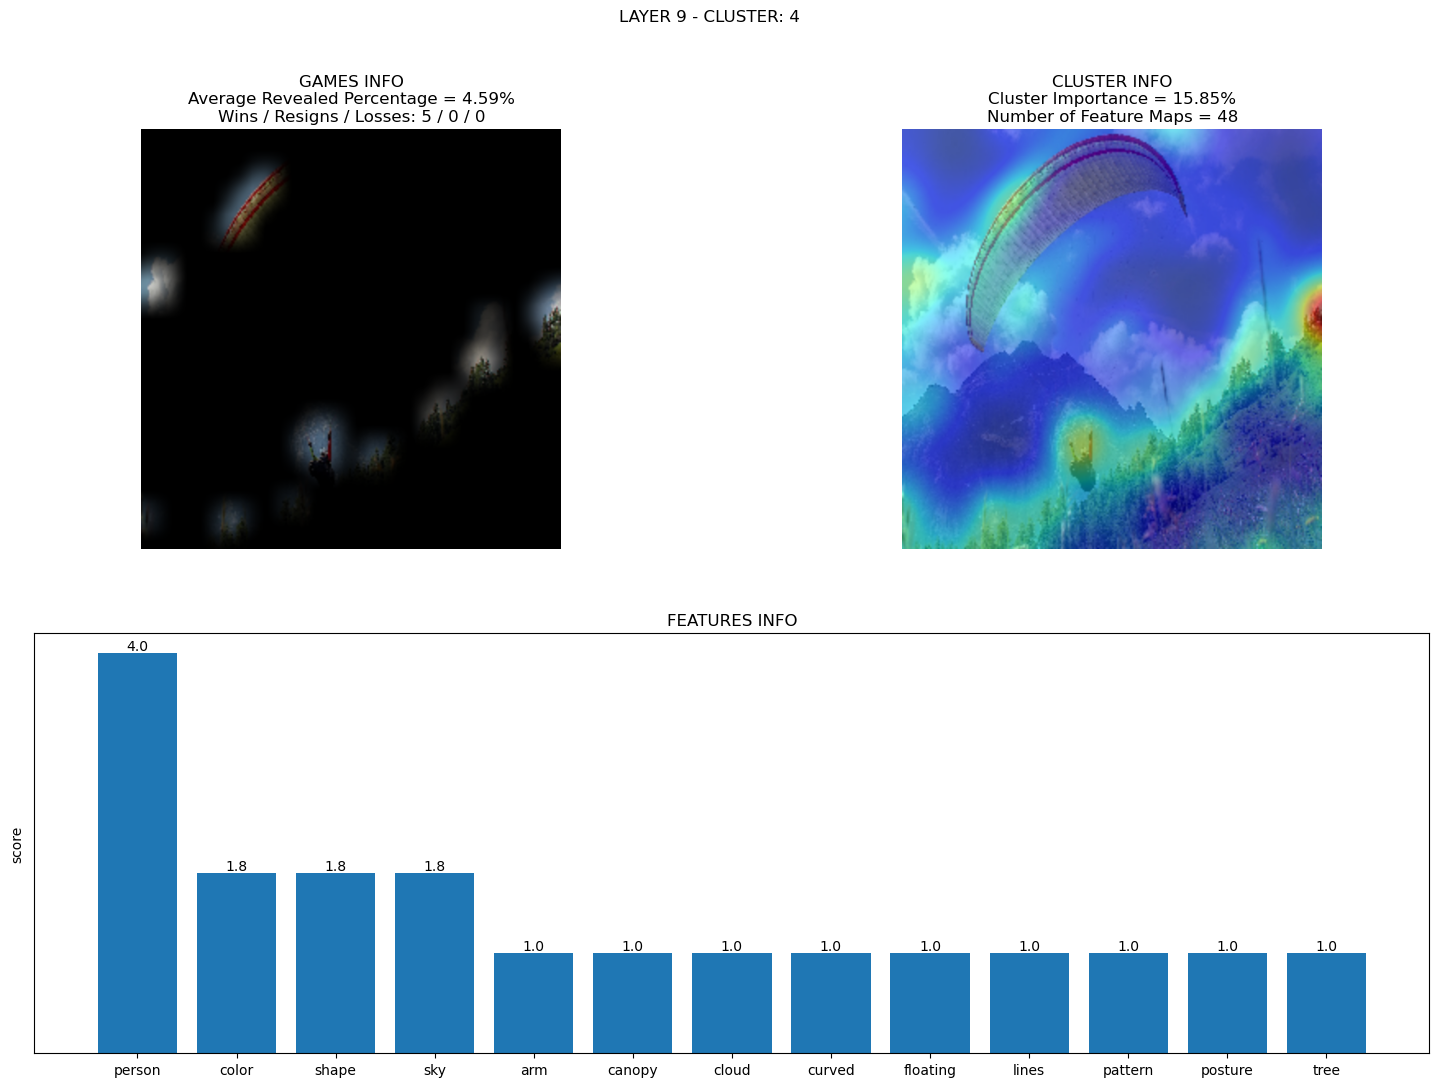 LAYER 9 - CLUSTER: 4
GAMES INFO
Average Revealed Percentage = 4.59%
Wins / Resigns / Losses: 5 / 0 / 0
CLUSTER INFO
Cluster Importance = 15.85%
Number of Feature Maps = 48
FEATURES INFO
score
4.0
1.8
1.8
1.8
1.0
1.0
1.0
1.0
1.0
1.0
1.0
1.0
1.0
person
color
shape
sky
arm
canopy
cloud
curved
floating
lines
pattern
posture
tree